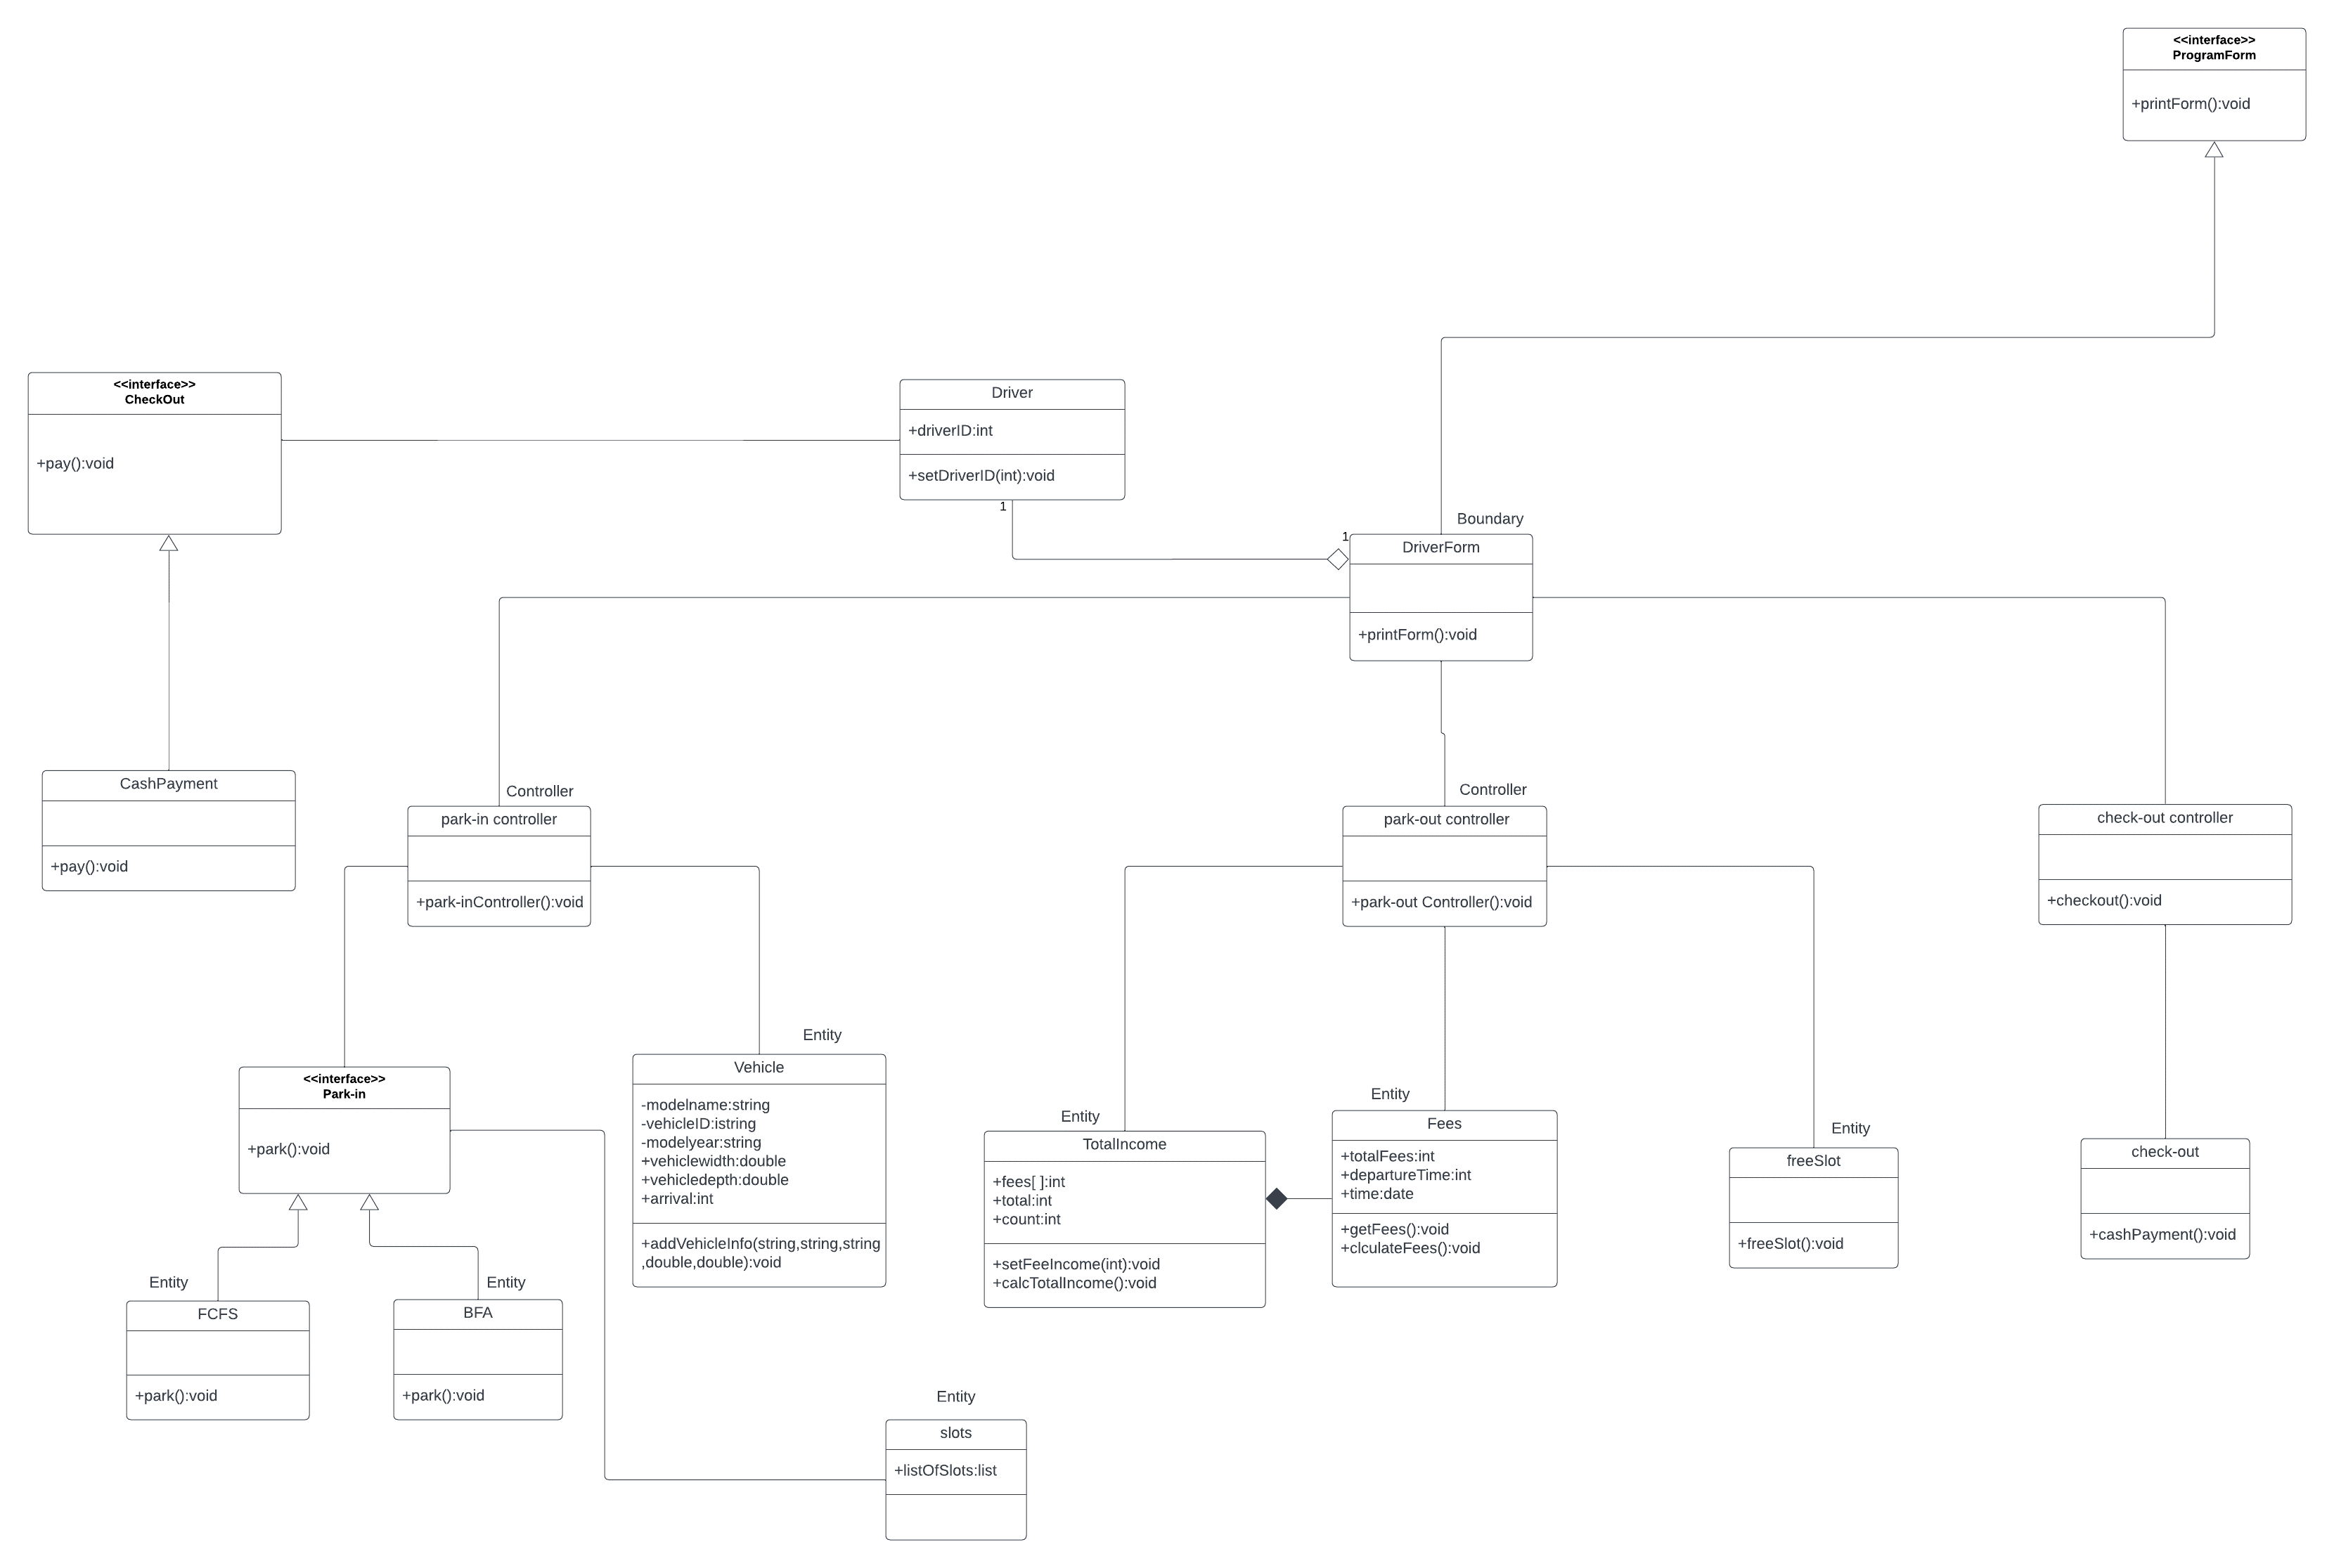 <<interface>>
ProgramForm
+printForm():void
<<interface>>
CheckOut
+pay():void
Driver
+driverID:int
+setDriverID(int):void
1
1
Boundary
DriverForm
+printForm():void
CashPayment
+pay():void
Controller
park-in controller
+park-inController():void
Controller
park-out controller
+park-out Controller():void
check-out controller
+checkout():void
<<interface>>
Park-in
+park():void
Entity
Vehicle
-modelname:string
-vehicleID:istring
-modelyear:string
+vehiclewidth:double
+vehicledepth:double
+arrival:int
+addVehicleInfo(string,string,string
,double,double):void
Entity
TotalIncome
+fees[ ]:int
+total:int
+count:int
+setFeeIncome(int):void
+calcTotalIncome():void
Entity
Fees
+totalFees:int
+departureTime:int
+time:date
+getFees():void
+clculateFees():void
Entity
freeSlot
+freeSlot():void
check-out
+cashPayment():void
Entity
FCFS
+park():void
Entity
BFA
+park():void
Entity
slots
+listOfSlots:list